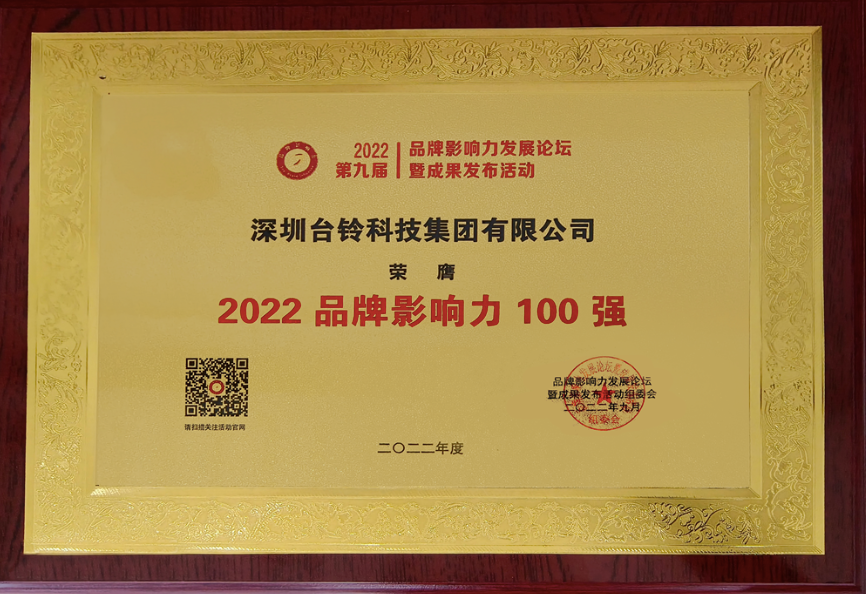 2022
第九届
品牌影响力发展论坛
暨成果发布活动
深圳台铃科技集团有限公司
荣 膺
2022 品牌影响力 100 强
请扫描关注活动官网
品牌影响力发展论坛
暨成果发布活动组委会
二〇二二年九月
组委会
二〇二二年度